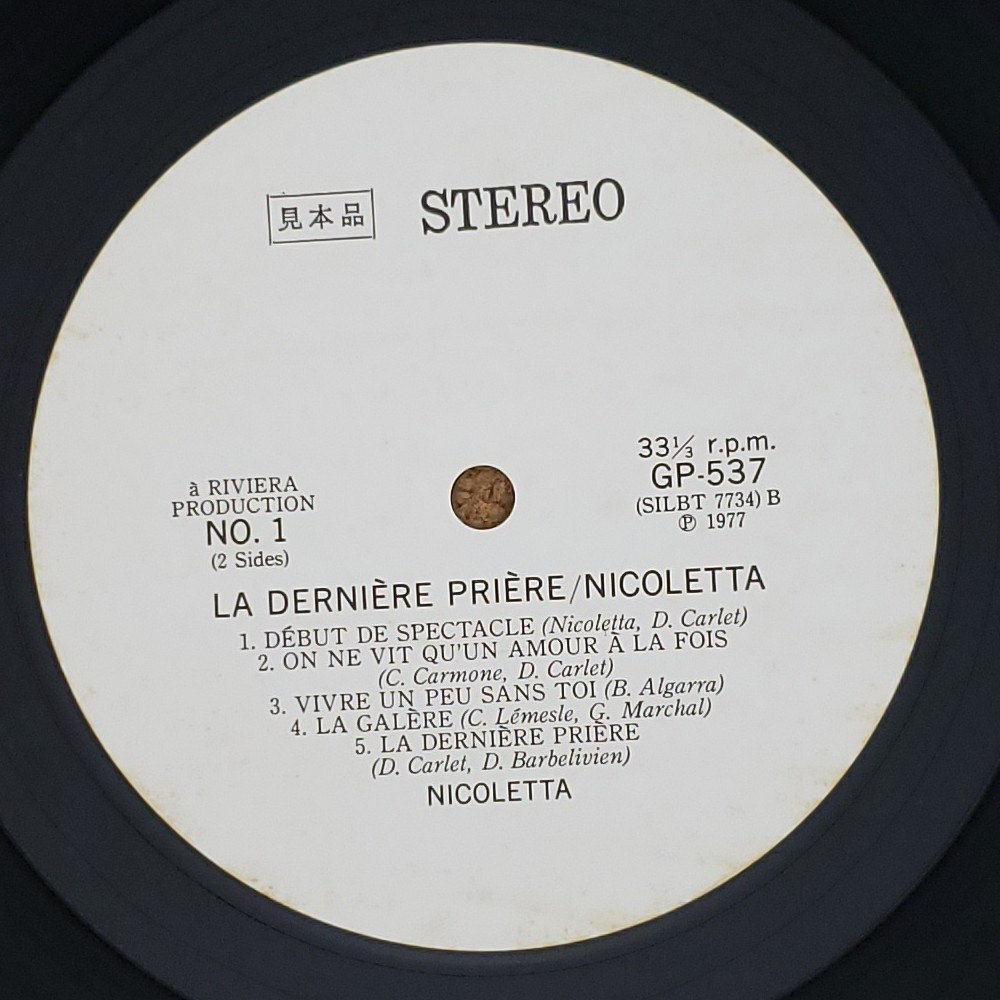 見本品 STEREO
à RIVIERA
PRODUCTION
NO. 1
(2 Sides)
33⅓ r.p.m.
GP-537
(SILBT 7734) B
℗ 1977
LA DERNIÈRE PRIÈRE/NICOLETTA
1. DÉBUT DE SPECTACLE (Nicoletta, D. Carlet)
2. ON NE VIT QU'UN AMOUR À LA FOIS
(C. Carmone, D. Carlet)
3. VIVRE UN PEU SANS TOI (B. Algarra)
4. LA GALÈRE (C. Lémesle, G. Marchal)
5. LA DERNIÈRE PRIÈRE
(D. Carlet, D. Barbelivien)
NICOLETTA